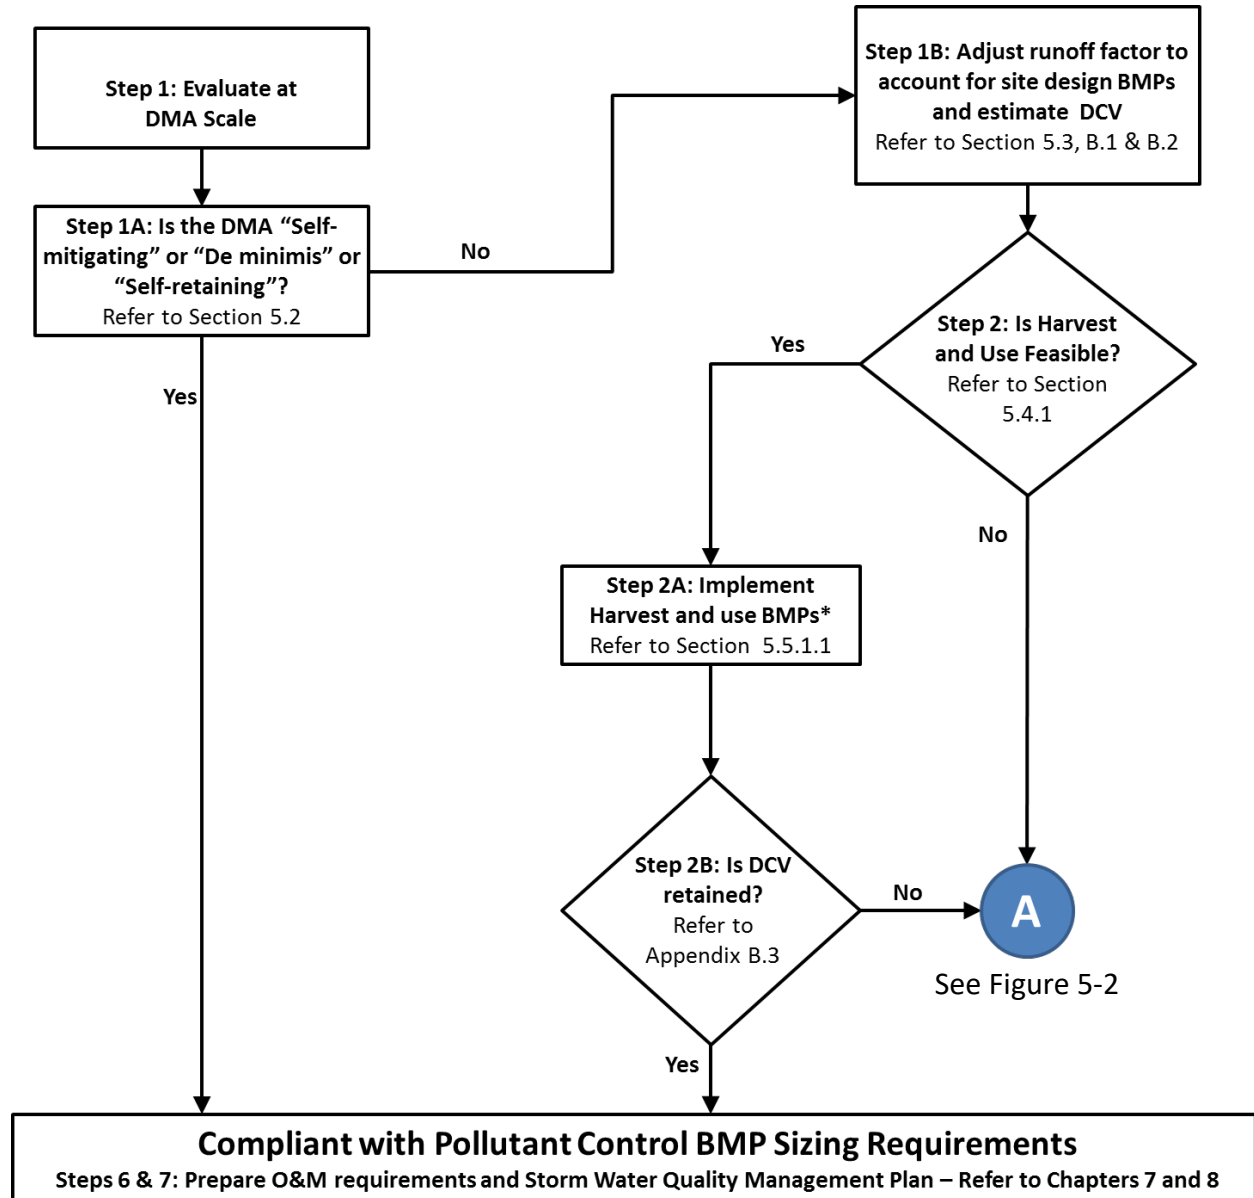 Step 1: Evaluate at
DMA Scale
Step 1B: Adjust runoff factor to
account for site design BMPs
and estimate DCV
Refer to Section 5.3, B.1 & B.2
Step 1A: Is the DMA “Self-
mitigating” or “De minimis” or
“Self-retaining”?
Refer to Section 5.2
No
Yes
Step 2: Is Harvest
and Use Feasible?
Refer to Section
5.4.1
Yes
No
Step 2A: Implement
Harvest and use BMPs*
Refer to Section 5.5.1.1
Step 2B: Is DCV
retained?
Refer to
Appendix B.3
No
A
See Figure 5-2
Yes
Compliant with Pollutant Control BMP Sizing Requirements
Steps 6 & 7: Prepare O&M requirements and Storm Water Quality Management Plan – Refer to Chapters 7 and 8